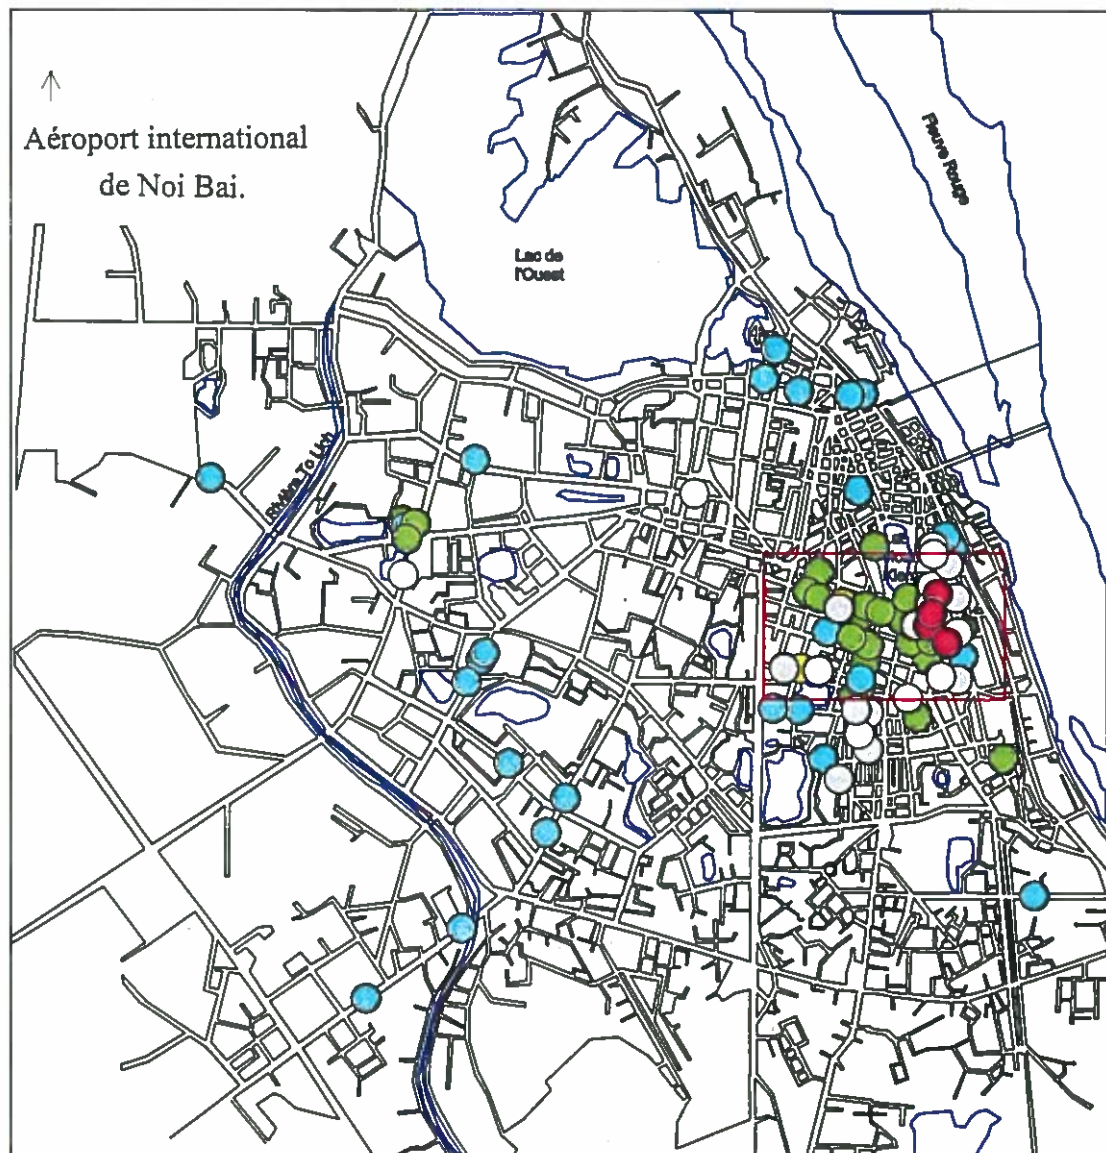 Aéroport international
de Noi Bai.
Fleuve Rouge
Lac de
l'Ouest
Rivière To Lich